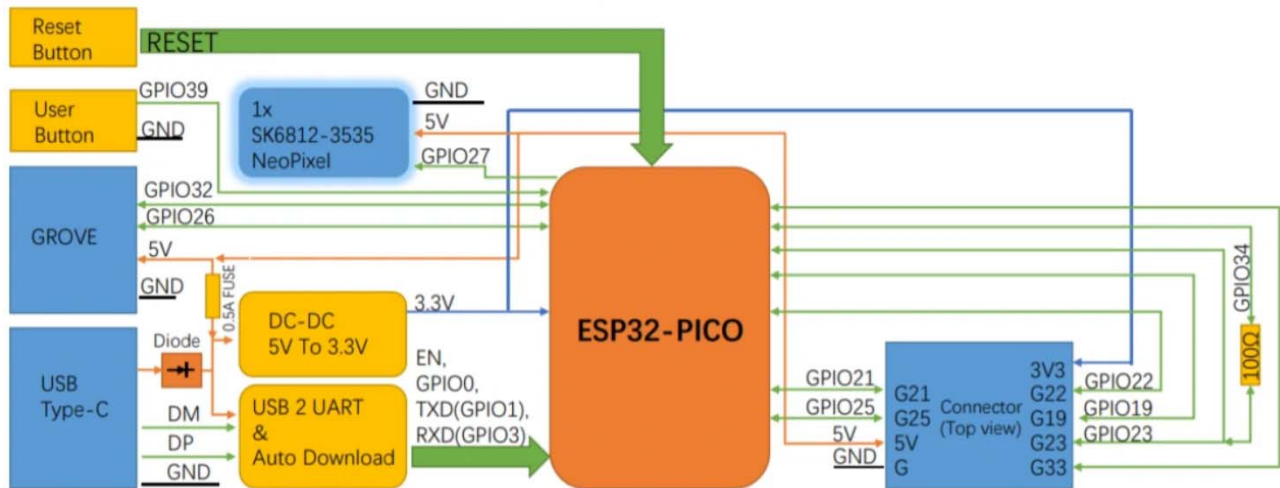 Reset
Button
RESET
User
Button
GPIO39
GND
1x
SK6812-3535
NeoPixel
GND
5V
GPIO27
GROVE
GPIO32
GPIO26
5V
GND
0.5A FUSE
DC-DC
5V To 3.3V
3.3V
ESP32-PICO
USB
Type-C
Diode
DM
DP
GND
USB 2 UART
&
Auto Download
EN,
GPIO0,
TXD(GPIO1),
RXD(GPIO3)
GPIO21
GPIO25
5V
GND
G21
G25
5V
G
Connector
(Top view)
3V3
G22
G19
G23
G33
GPIO22
GPIO19
GPIO23
GPIO34
100Ω